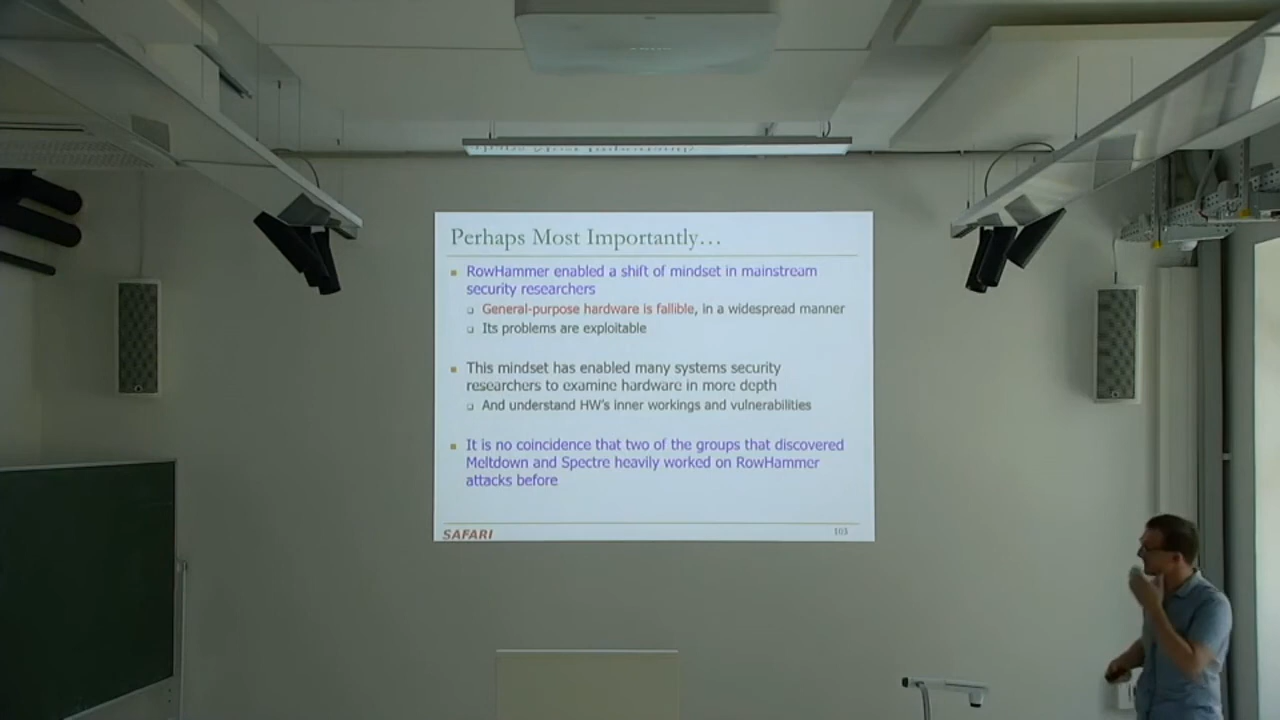 Perhaps Most Importantly…
RowHammer enabled a shift of mindset in mainstream
security researchers
General-purpose hardware is fallible, in a widespread manner
Its problems are exploitable
This mindset has enabled many systems security
researchers to examine hardware in more depth
And understand HW's inner workings and vulnerabilities
It is no coincidence that two of the groups that discovered
Meltdown and Spectre heavily worked on RowHammer
attacks before
SAFARI
103